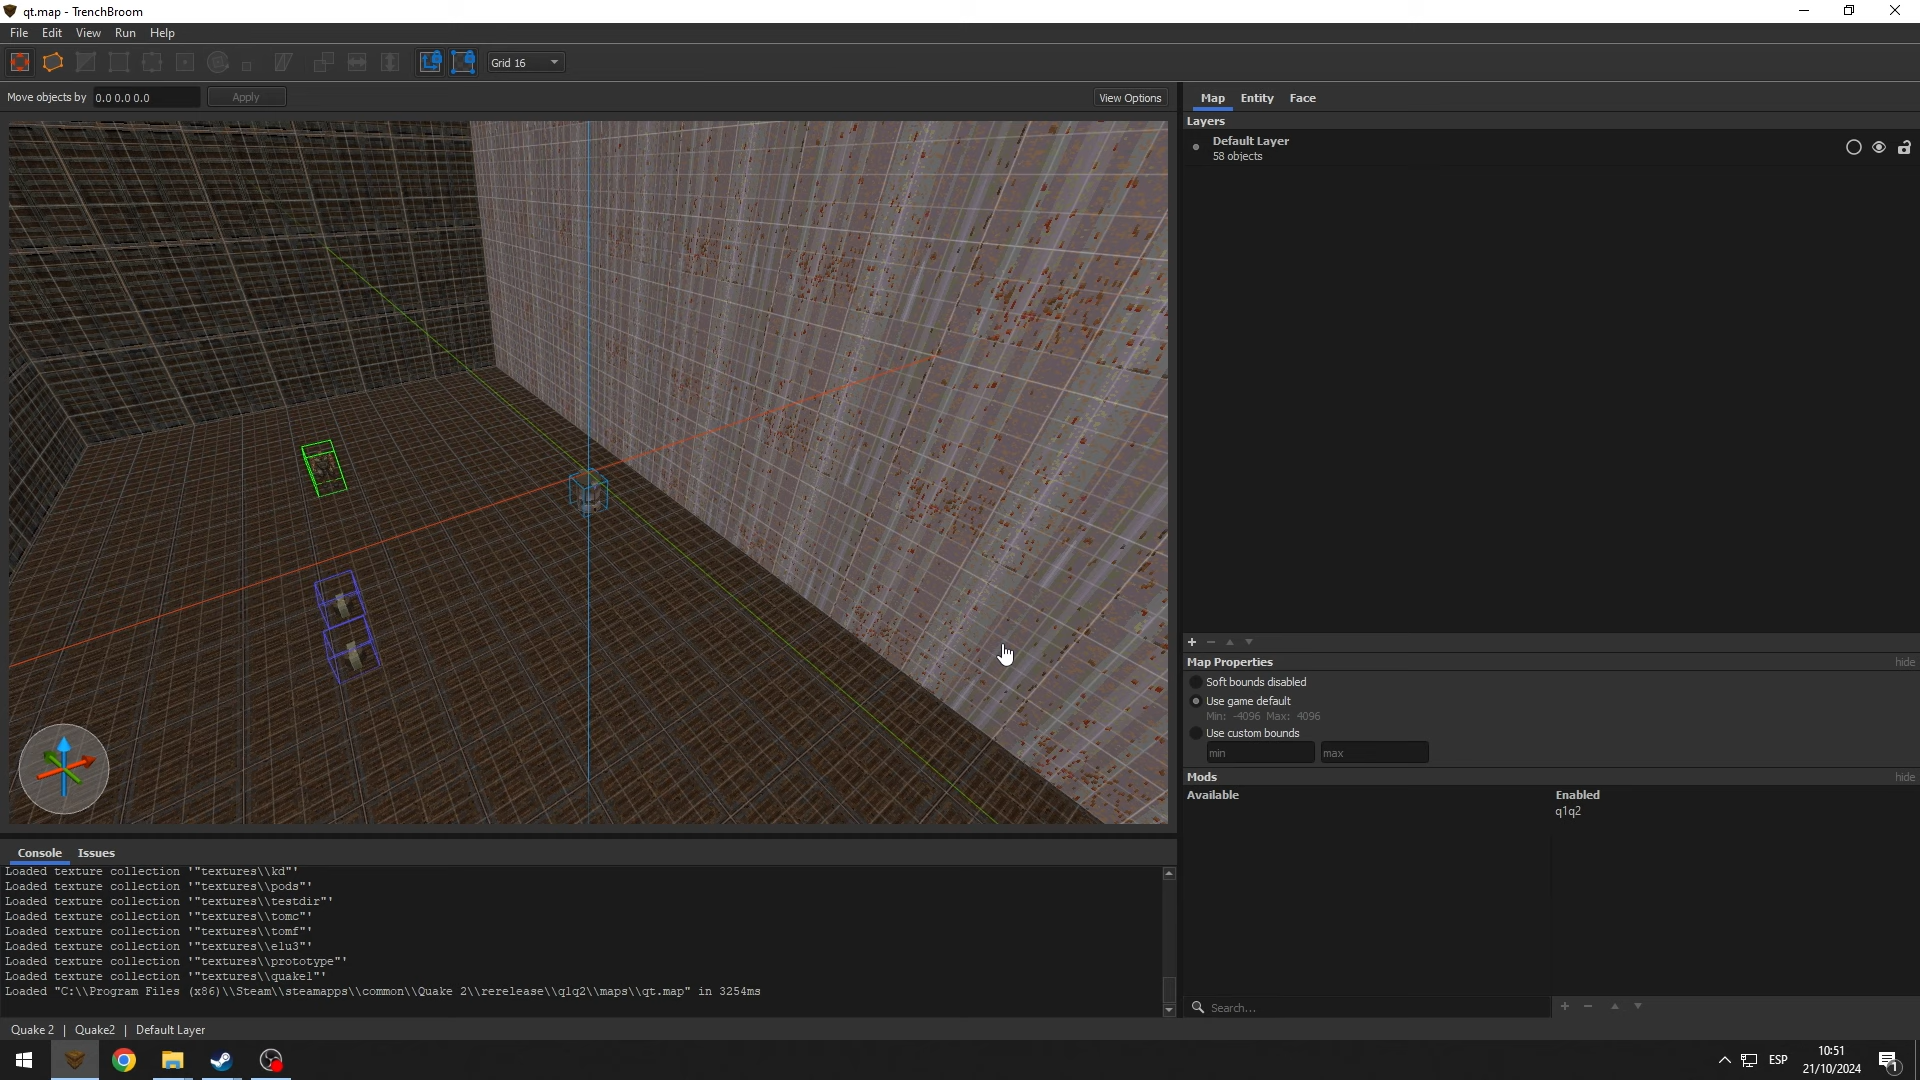 qt.map - TrenchBroom
File Edit View Run Help
Grid 16
Move objects by 0.0 0.0 0.0 Apply
View Options
Map Entity Face
Layers
Default Layer
58 objects
Map Properties hide
Soft bounds disabled
Use game default
Min: -4096 Max: 4096
Use custom bounds
min max
Mods hide
Available Enabled
q1q2
Search...
Console Issues
Loaded texture collection '"textures\\kd"'
Loaded texture collection '"textures\\pods"'
Loaded texture collection '"textures\\testdir"'
Loaded texture collection '"textures\\tomc"'
Loaded texture collection '"textures\\tomf"'
Loaded texture collection '"textures\\elu3"'
Loaded texture collection '"textures\\prototype"'
Loaded texture collection '"textures\\quake1"'
Loaded "C:\\Program Files (x86)\\Steam\\steamapps\\common\\Quake 2\\rerelease\\q1q2\\maps\\qt.map" in 3254ms
Quake 2 | Quake2 | Default Layer
ESP
10:51
21/10/2024
1